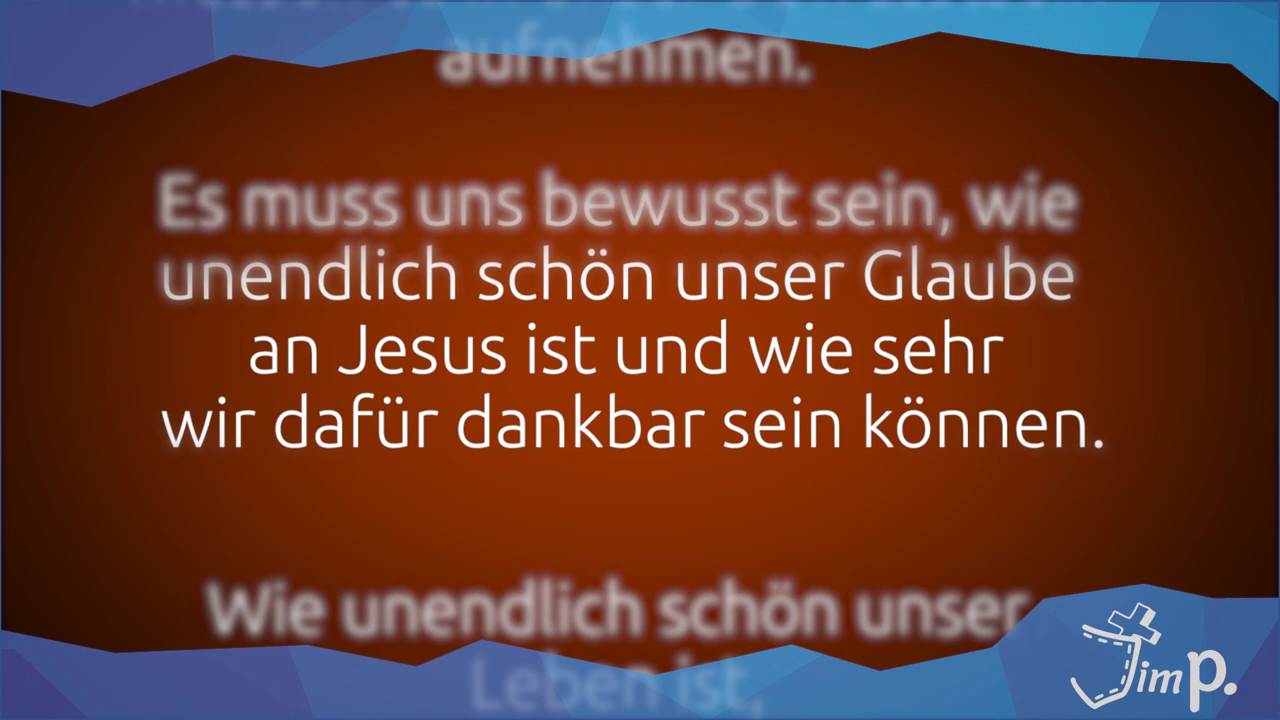 aufnehmen.
Es muss uns bewusst sein, wie
unendlich schön unser Glaube
an Jesus ist und wie sehr
wir dafür dankbar sein können.
Wie unendlich schön unser
Leben ist,
Jim P.